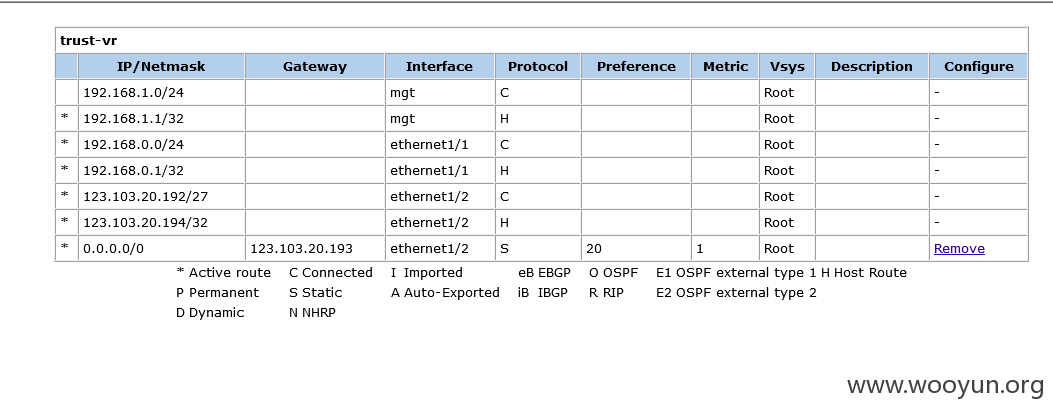 trust-vr
IP/Netmask Gateway Interface Protocol Preference Metric Vsys Description Configure
192.168.1.0/24 mgt C Root -
* 192.168.1.1/32 mgt H Root -
* 192.168.0.0/24 ethernet1/1 C Root -
* 192.168.0.1/32 ethernet1/1 H Root -
* 123.103.20.192/27 ethernet1/2 C Root -
* 123.103.20.194/32 ethernet1/2 H Root -
* 0.0.0.0/0 123.103.20.193 ethernet1/2 S 20 1 Root Remove
* Active route C Connected I Imported eB EBGP O OSPF E1 OSPF external type 1 H Host Route
P Permanent S Static A Auto-Exported iB IBGP R RIP E2 OSPF external type 2
D Dynamic N NHRP
www.wooyun.org